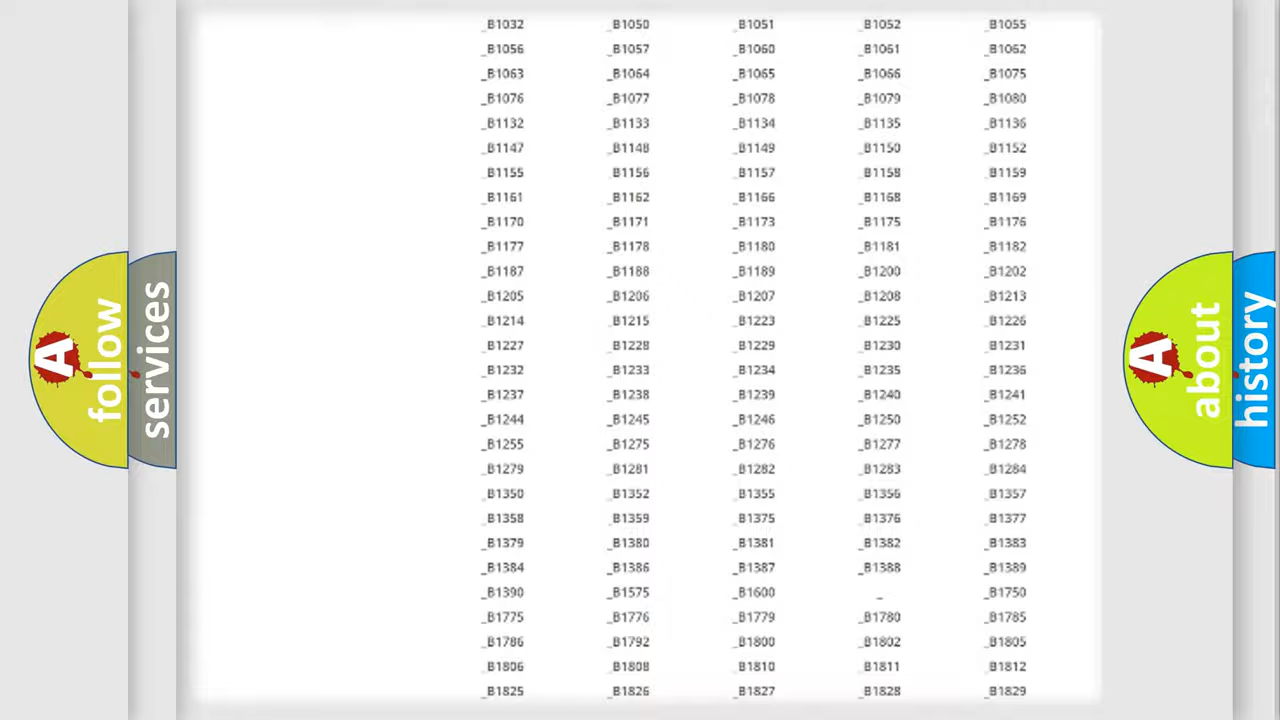 _B1032 _B1050 _B1051 _B1052 _B1055
_B1056 _B1057 _B1060 _B1061 _B1062
_B1063 _B1064 _B1065 _B1066 _B1075
_B1076 _B1077 _B1078 _B1079 _B1080
_B1132 _B1133 _B1134 _B1135 _B1136
_B1147 _B1148 _B1149 _B1150 _B1152
_B1155 _B1156 _B1157 _B1158 _B1159
_B1161 _B1162 _B1166 _B1168 _B1169
_B1170 _B1171 _B1173 _B1175 _B1176
_B1177 _B1178 _B1180 _B1181 _B1182
_B1187 _B1188 _B1189 _B1200 _B1202
_B1205 _B1206 _B1207 _B1208 _B1213
_B1214 _B1215 _B1223 _B1225 _B1226
_B1227 _B1228 _B1229 _B1230 _B1231
_B1232 _B1233 _B1234 _B1235 _B1236
_B1237 _B1238 _B1239 _B1240 _B1241
_B1244 _B1245 _B1246 _B1250 _B1252
_B1255 _B1275 _B1276 _B1277 _B1278
_B1279 _B1281 _B1282 _B1283 _B1284
_B1350 _B1352 _B1355 _B1356 _B1357
_B1358 _B1359 _B1375 _B1376 _B1377
_B1379 _B1380 _B1381 _B1382 _B1383
_B1384 _B1386 _B1387 _B1388 _B1389
_B1390 _B1575 _B1600 _ _B1750
_B1775 _B1776 _B1779 _B1780 _B1785
_B1786 _B1792 _B1800 _B1802 _B1805
_B1806 _B1808 _B1810 _B1811 _B1812
_B1825 _B1826 _B1827 _B1828 _B1829
A
follow
services
A
about
history